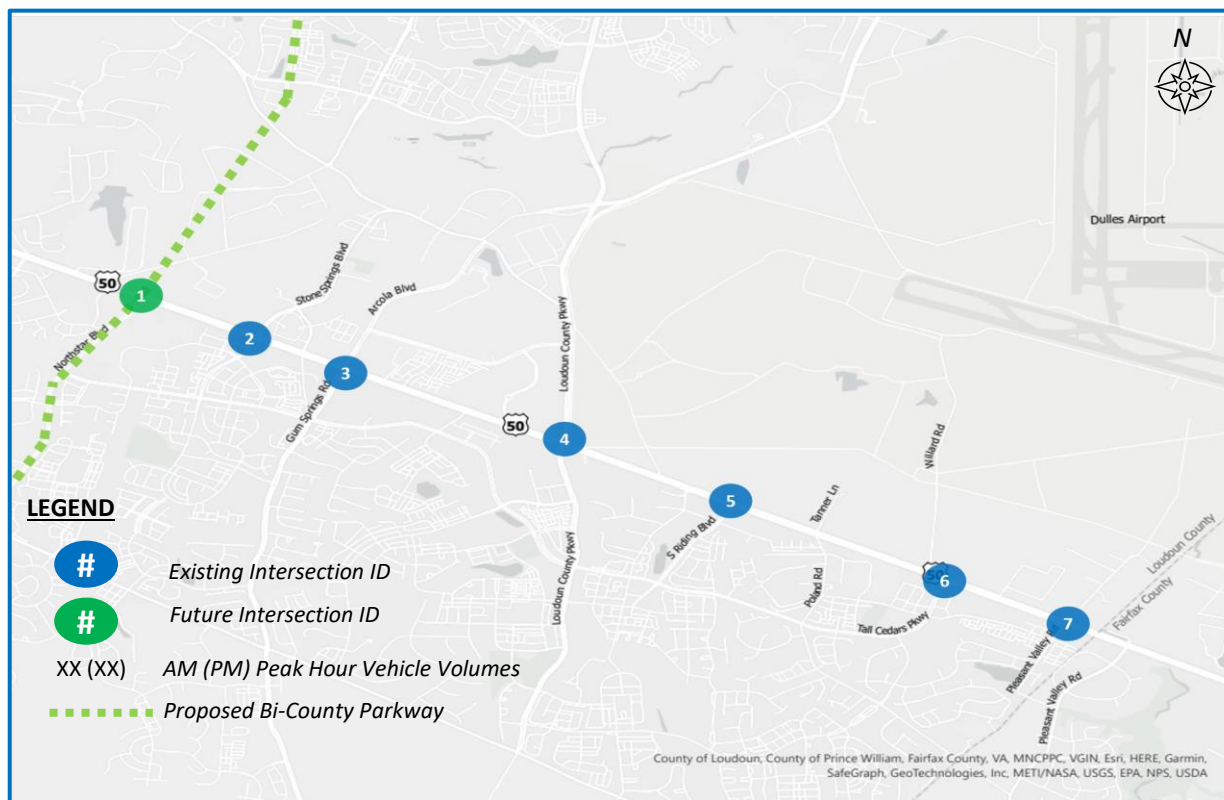 N
Dulles Airport
50
1
Stone Springs Blvd
Arcola Blvd
Loudoun County Pkwy
Northstar Blvd
2
3
Gum Springs Rd
50
4
Willard Rd
5
Tanner Ln
S Riding Blvd
LEGEND
#
Existing Intersection ID
#
Future Intersection ID
XX (XX)
AM (PM) Peak Hour Vehicle Volumes
Proposed Bi-County Parkway
Loudoun County Pkwy
Poland Rd
50
6
Tall Cedars Pkwy
7
Loudoun County
Fairfax County
Pleasant Valley Rd
Pleasant Valley Rd
County of Loudoun, County of Prince William, Fairfax County, VA, MNCPPC, VGIN, Esri, HERE, Garmin,
SafeGraph, GeoTechnologies, Inc, METI/NASA, USGS, EPA, NPS, USDA